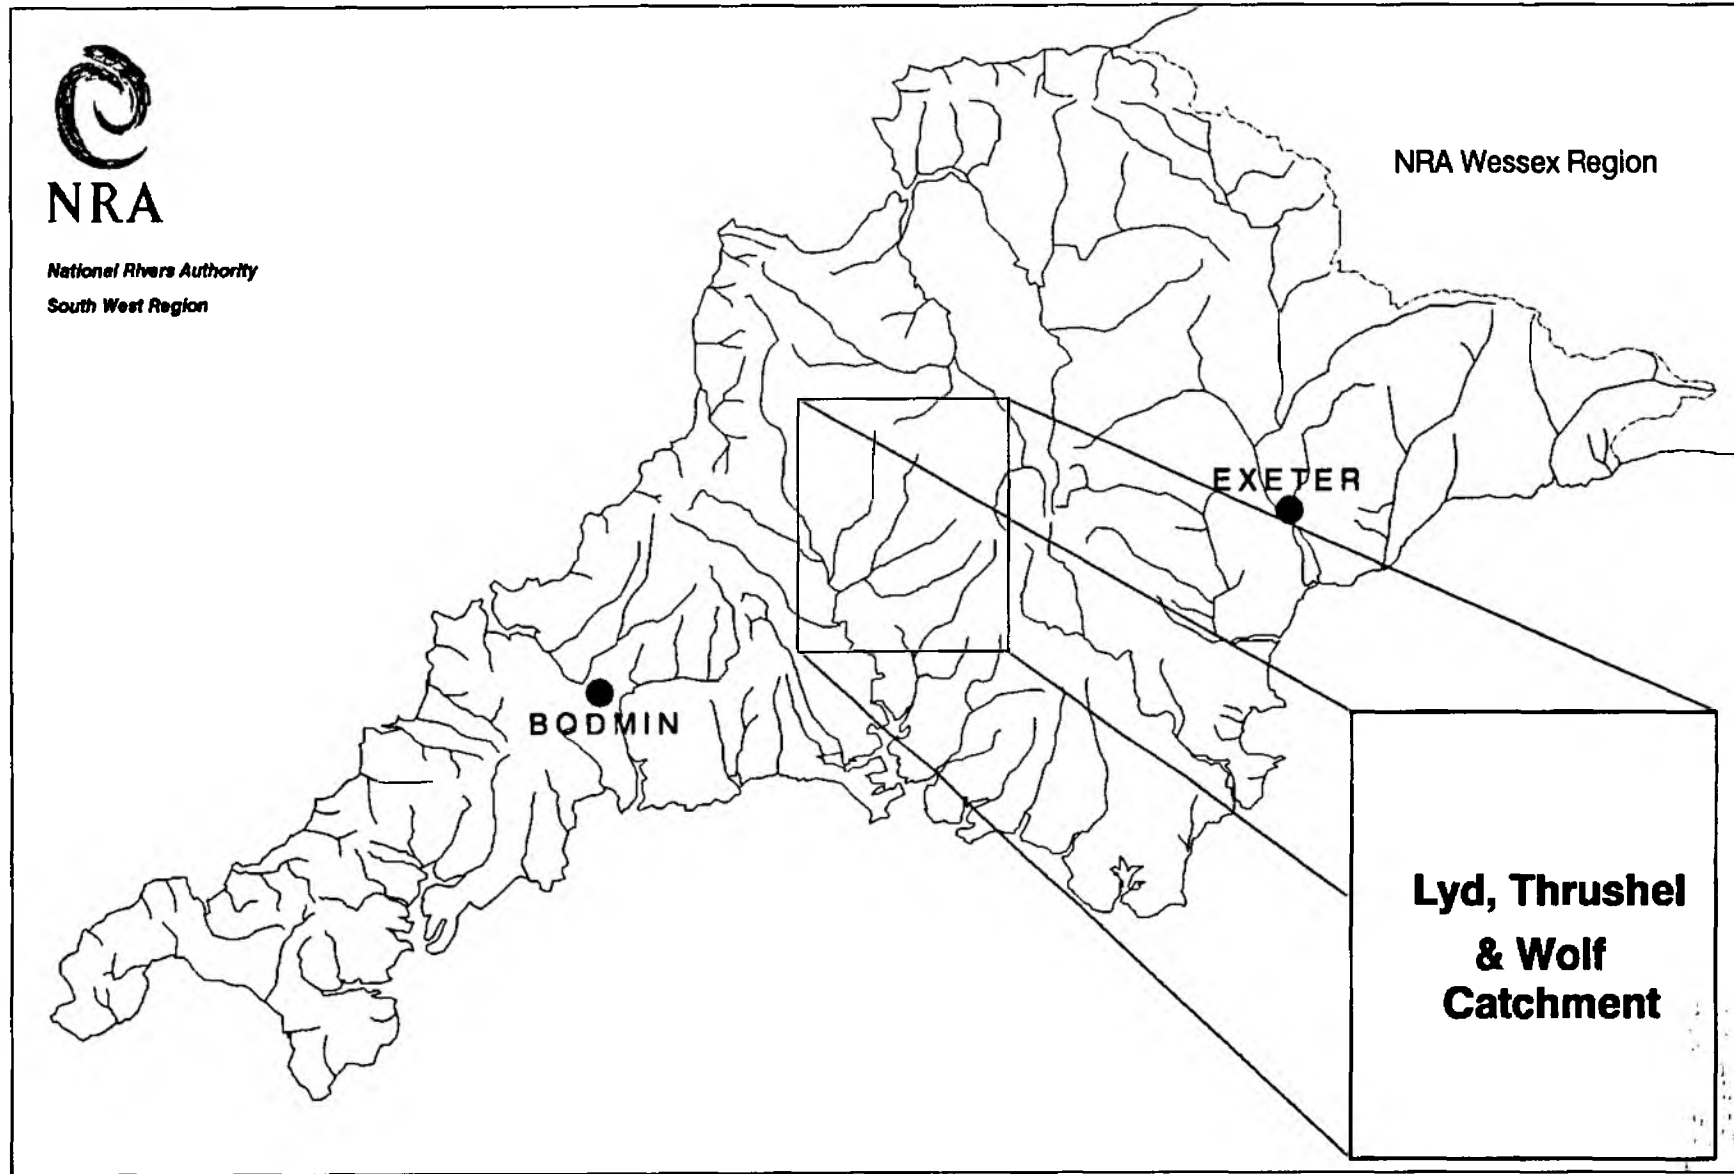 NRA
National Rivers Authority
South West Region
NRA Wessex Region
EXETER
BODMIN
Lyd, Thrushel
& Wolf
Catchment